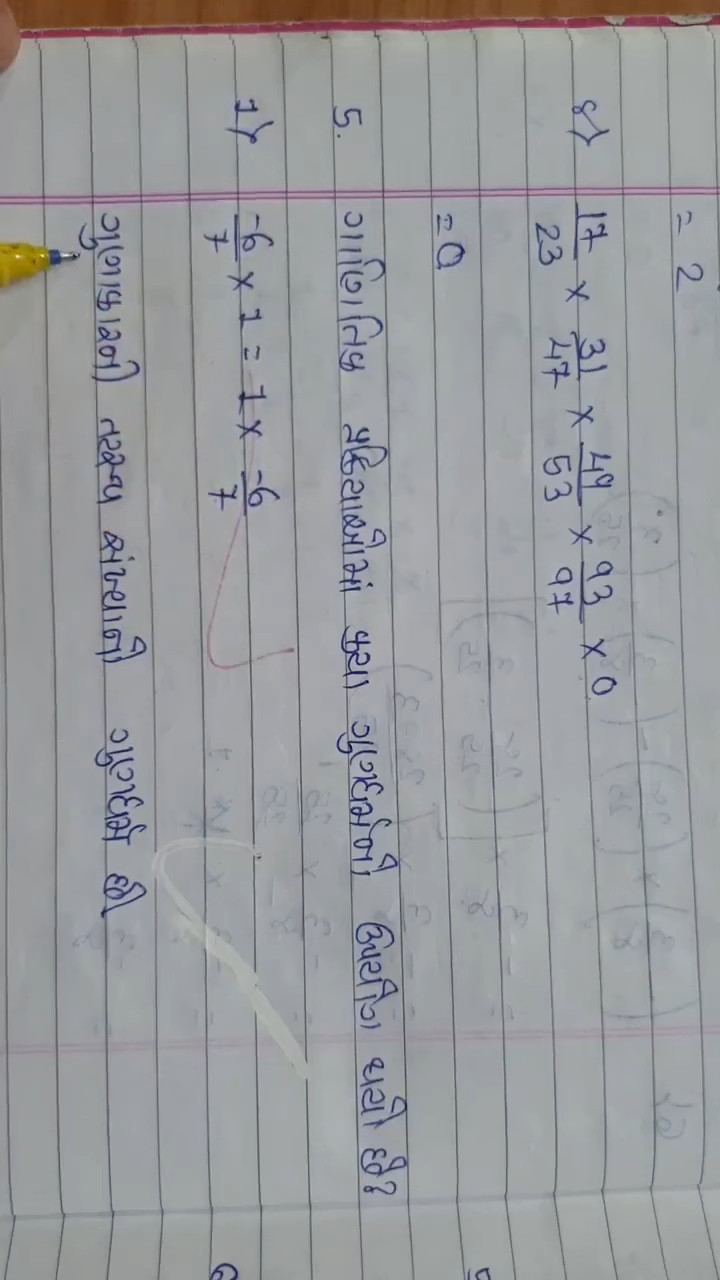 = 2
૪) 17/23 × 31/47 × 49/53 × 93/97 × 0
= 0
5. ગાણિતિક પ્રક્રિયાઓમાં કયા ગુણધર્મનો ઉપયોગ થયો છે?
1) -6/7 × 1 = 1 × -6/7
ગુણાકારની તટસ્થ સંખ્યાનો ગુણધર્મ છે